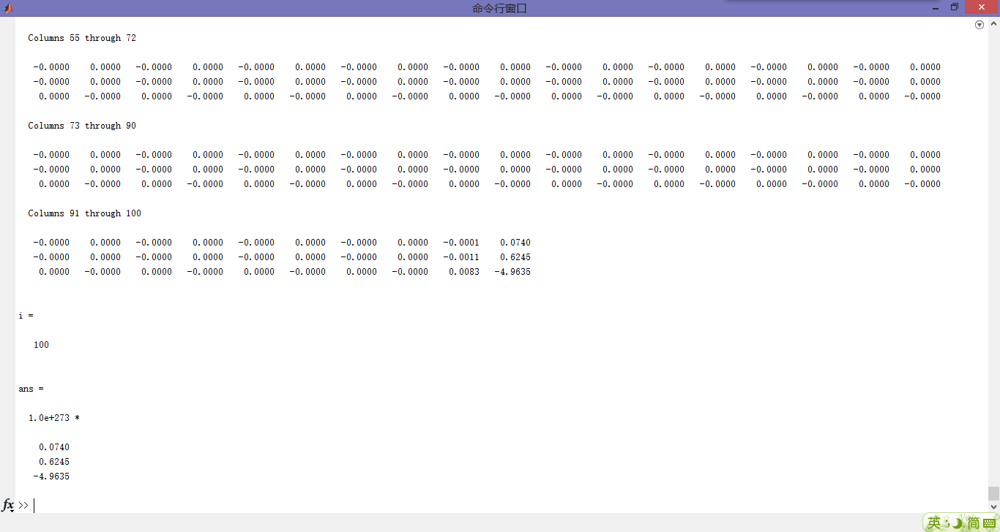 命令行窗口
Columns 55 through 72
-0.0000 0.0000 -0.0000 0.0000 -0.0000 0.0000 -0.0000 0.0000 -0.0000 0.0000 -0.0000 0.0000 -0.0000 0.0000 -0.0000 0.0000 -0.0000 0.0000
-0.0000 0.0000 -0.0000 0.0000 -0.0000 0.0000 -0.0000 0.0000 -0.0000 0.0000 -0.0000 0.0000 -0.0000 0.0000 -0.0000 0.0000 -0.0000 0.0000
0.0000 -0.0000 0.0000 -0.0000 0.0000 -0.0000 0.0000 -0.0000 0.0000 -0.0000 0.0000 -0.0000 0.0000 -0.0000 0.0000 -0.0000 0.0000 -0.0000
Columns 73 through 90
-0.0000 0.0000 -0.0000 0.0000 -0.0000 0.0000 -0.0000 0.0000 -0.0000 0.0000 -0.0000 0.0000 -0.0000 0.0000 -0.0000 0.0000 -0.0000 0.0000
-0.0000 0.0000 -0.0000 0.0000 -0.0000 0.0000 -0.0000 0.0000 -0.0000 0.0000 -0.0000 0.0000 -0.0000 0.0000 -0.0000 0.0000 -0.0000 0.0000
0.0000 -0.0000 0.0000 -0.0000 0.0000 -0.0000 0.0000 -0.0000 0.0000 -0.0000 0.0000 -0.0000 0.0000 -0.0000 0.0000 -0.0000 0.0000 -0.0000
Columns 91 through 100
-0.0000 0.0000 -0.0000 0.0000 -0.0000 0.0000 -0.0000 0.0000 -0.0001 0.0740
-0.0000 0.0000 -0.0000 0.0000 -0.0000 0.0000 -0.0000 0.0000 -0.0011 0.6245
0.0000 -0.0000 0.0000 -0.0000 0.0000 -0.0000 0.0000 -0.0000 0.0083 -4.9635
i =
100
ans =
1.0e+273 *
0.0740
0.6245
-4.9635
fx >>
英 简